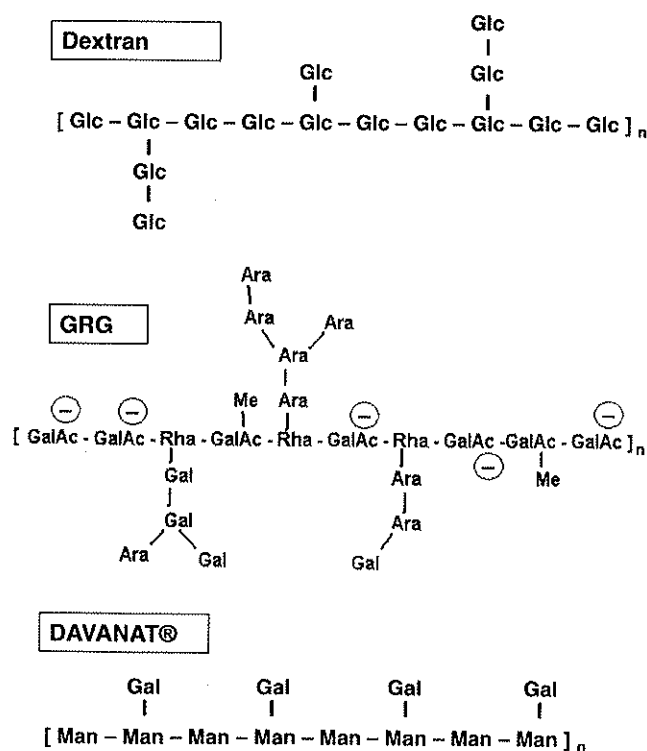 Dextran
Glc
Glc
Glc
[ Glc – Glc – Glc – Glc – Glc – Glc – Glc – Glc – Glc – Glc ]n
Glc
Glc
GRG
Ara
Ara
Ara
Ara
Me
Ara
[ GalAc - GalAc - Rha - GalAc - Rha - GalAc - Rha - GalAc - GalAc - GalAc ]n
Gal
Ara
Me
Gal
Ara
Ara
Gal
Gal
DAVANAT®
Gal Gal Gal Gal
[ Man – Man – Man – Man – Man – Man – Man – Man ]n